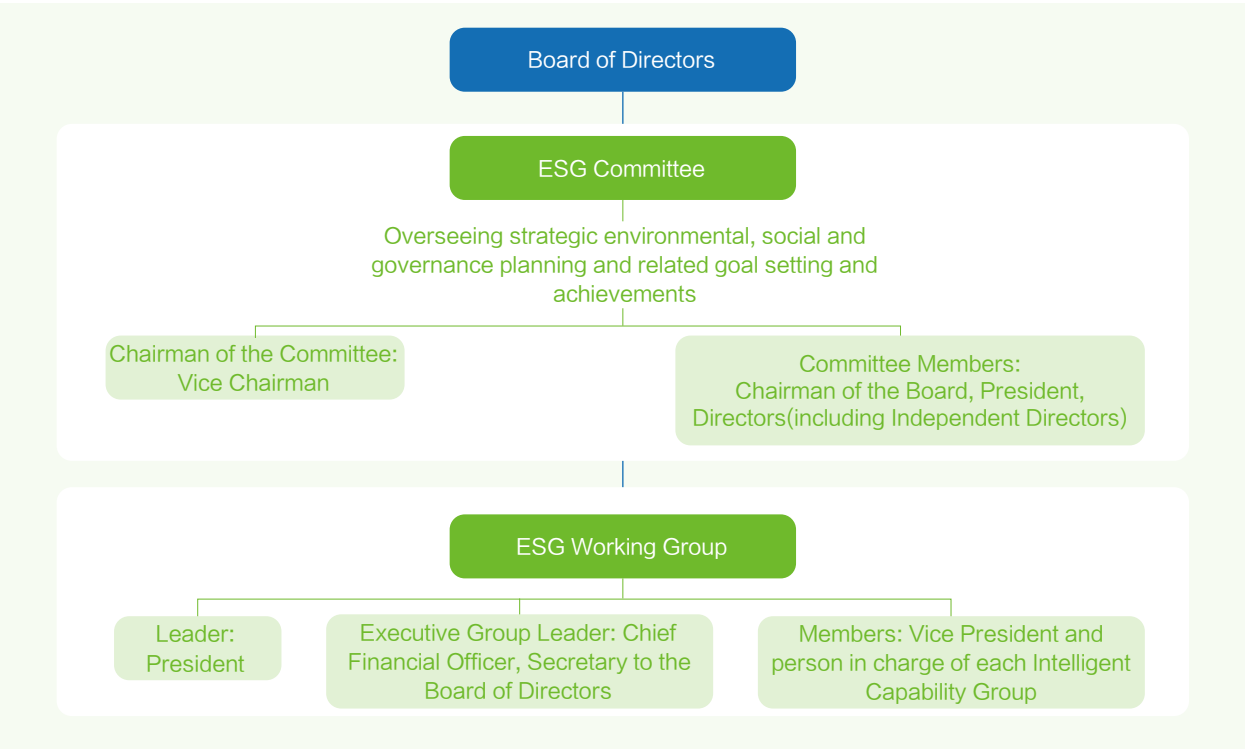 Board of Directors
ESG Committee
Overseeing strategic environmental, social and
governance planning and related goal setting and
achievements
Chairman of the Committee:
Vice Chairman
Committee Members:
Chairman of the Board, President,
Directors(including Independent Directors)
ESG Working Group
Leader:
President
Executive Group Leader: Chief
Financial Officer, Secretary to the
Board of Directors
Members: Vice President and
person in charge of each Intelligent
Capability Group